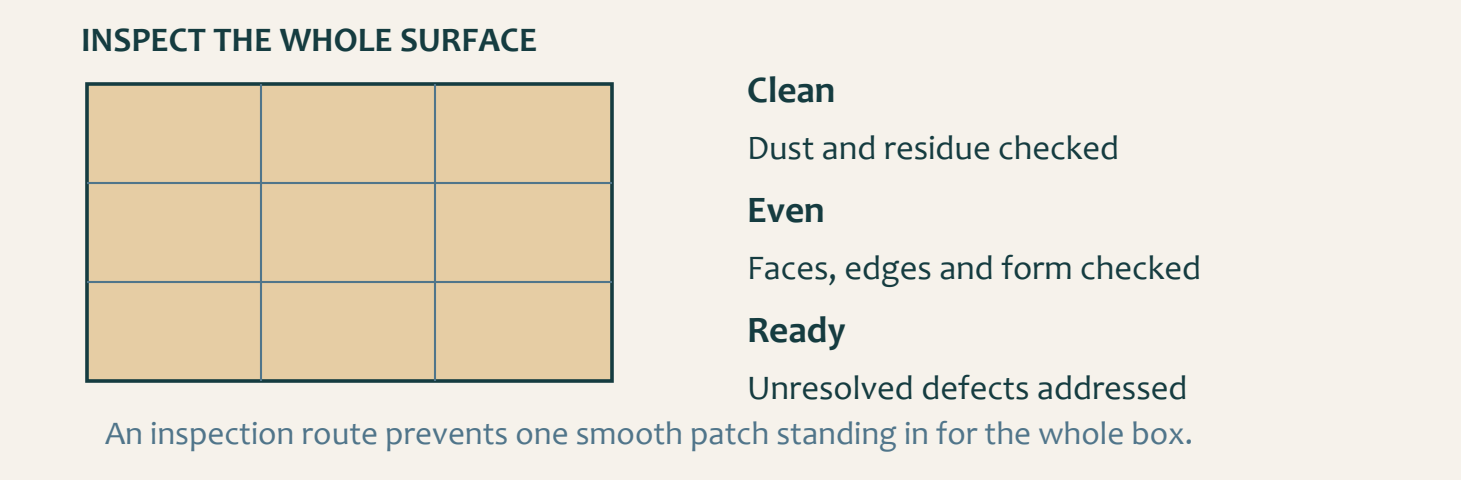 INSPECT THE WHOLE SURFACE
Clean
Dust and residue checked
Even
Faces, edges and form checked
Ready
Unresolved defects addressed
An inspection route prevents one smooth patch standing in for the whole box.